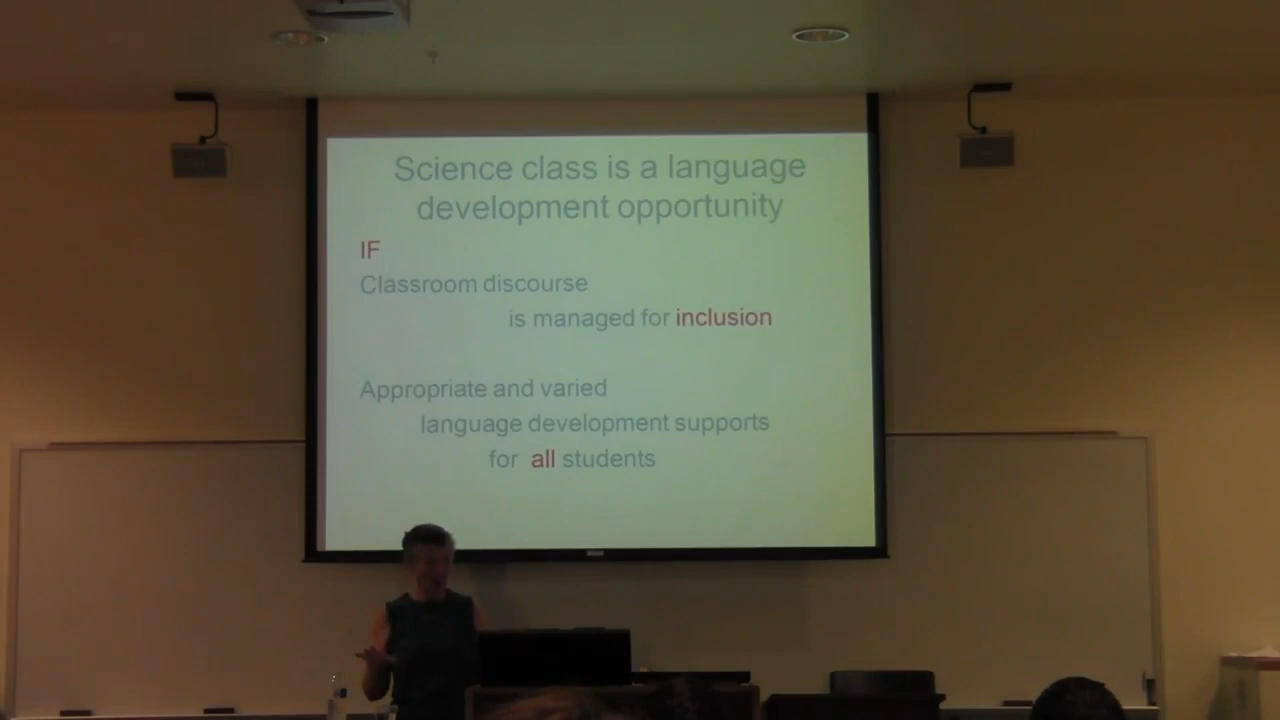 Science class is a language
development opportunity
IF
Classroom discourse
is managed for inclusion
Appropriate and varied
language development supports
for all students